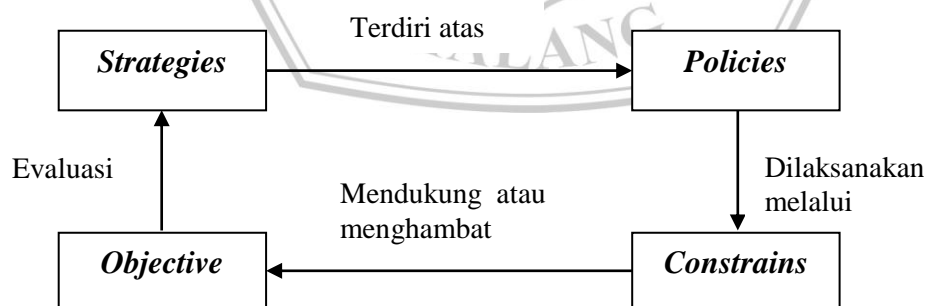 Terdiri atas
Strategies
Policies
Evaluasi
Dilaksanakan
melalui
Mendukung atau
menghambat
Objective
Constrains